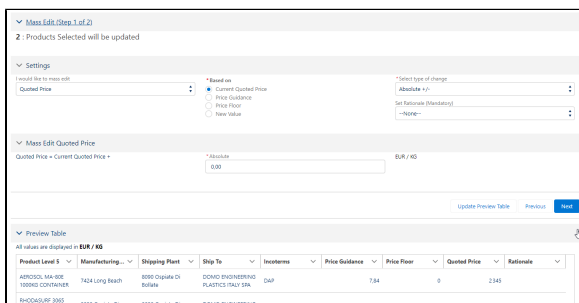 Mass Edit (Step 1 of 2)
2 : Products Selected will be updated
Settings
I would like to mass edit
Quoted Price
* Based on
Current Quoted Price
Price Guidance
Price Floor
New Value
* Select type of change
Absolute +/-
Set Rationale (Mandatory)
--None--
Mass Edit Quoted Price
Quoted Price = Current Quoted Price +
* Absolute
0.00
EUR / KG
Update Preview Table Previous Next
Preview Table
All values are displayed in EUR / KG
Product Level 5 Manufacturing... Shipping Plant Ship To Incoterms Price Guidance Price Floor Quoted Price Rationale
AEROSOL MA-80E 1000KG CONTAINER 7424 Long Beach 8090 Ospiate Di Bollate DOMO ENGINEERING PLASTICS ITALY SPA DAP 7.84 0 2.345
RHODASURF 3065